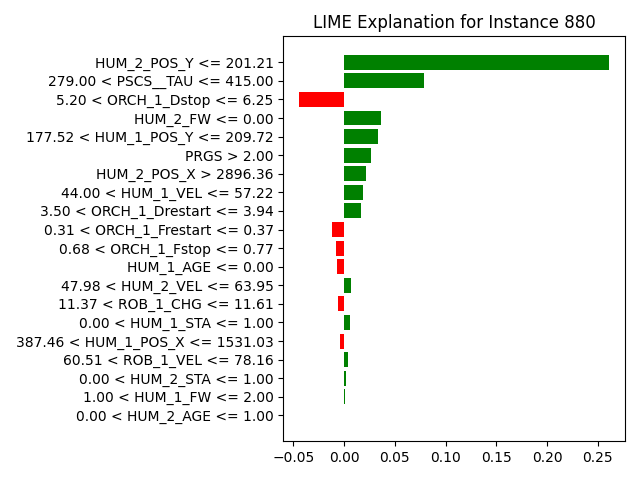 LIME Explanation for Instance 880
HUM_2_POS_Y <= 201.21
279.00 < PSCS__TAU <= 415.00
5.20 < ORCH_1_Dstop <= 6.25
HUM_2_FW <= 0.00
177.52 < HUM_1_POS_Y <= 209.72
PRGS > 2.00
HUM_2_POS_X > 2896.36
44.00 < HUM_1_VEL <= 57.22
3.50 < ORCH_1_Drestart <= 3.94
0.31 < ORCH_1_Frestart <= 0.37
0.68 < ORCH_1_Fstop <= 0.77
HUM_1_AGE <= 0.00
47.98 < HUM_2_VEL <= 63.95
11.37 < ROB_1_CHG <= 11.61
0.00 < HUM_1_STA <= 1.00
387.46 < HUM_1_POS_X <= 1531.03
60.51 < ROB_1_VEL <= 78.16
0.00 < HUM_2_STA <= 1.00
1.00 < HUM_1_FW <= 2.00
0.00 < HUM_2_AGE <= 1.00
−0.05 0.00 0.05 0.10 0.15 0.20 0.25